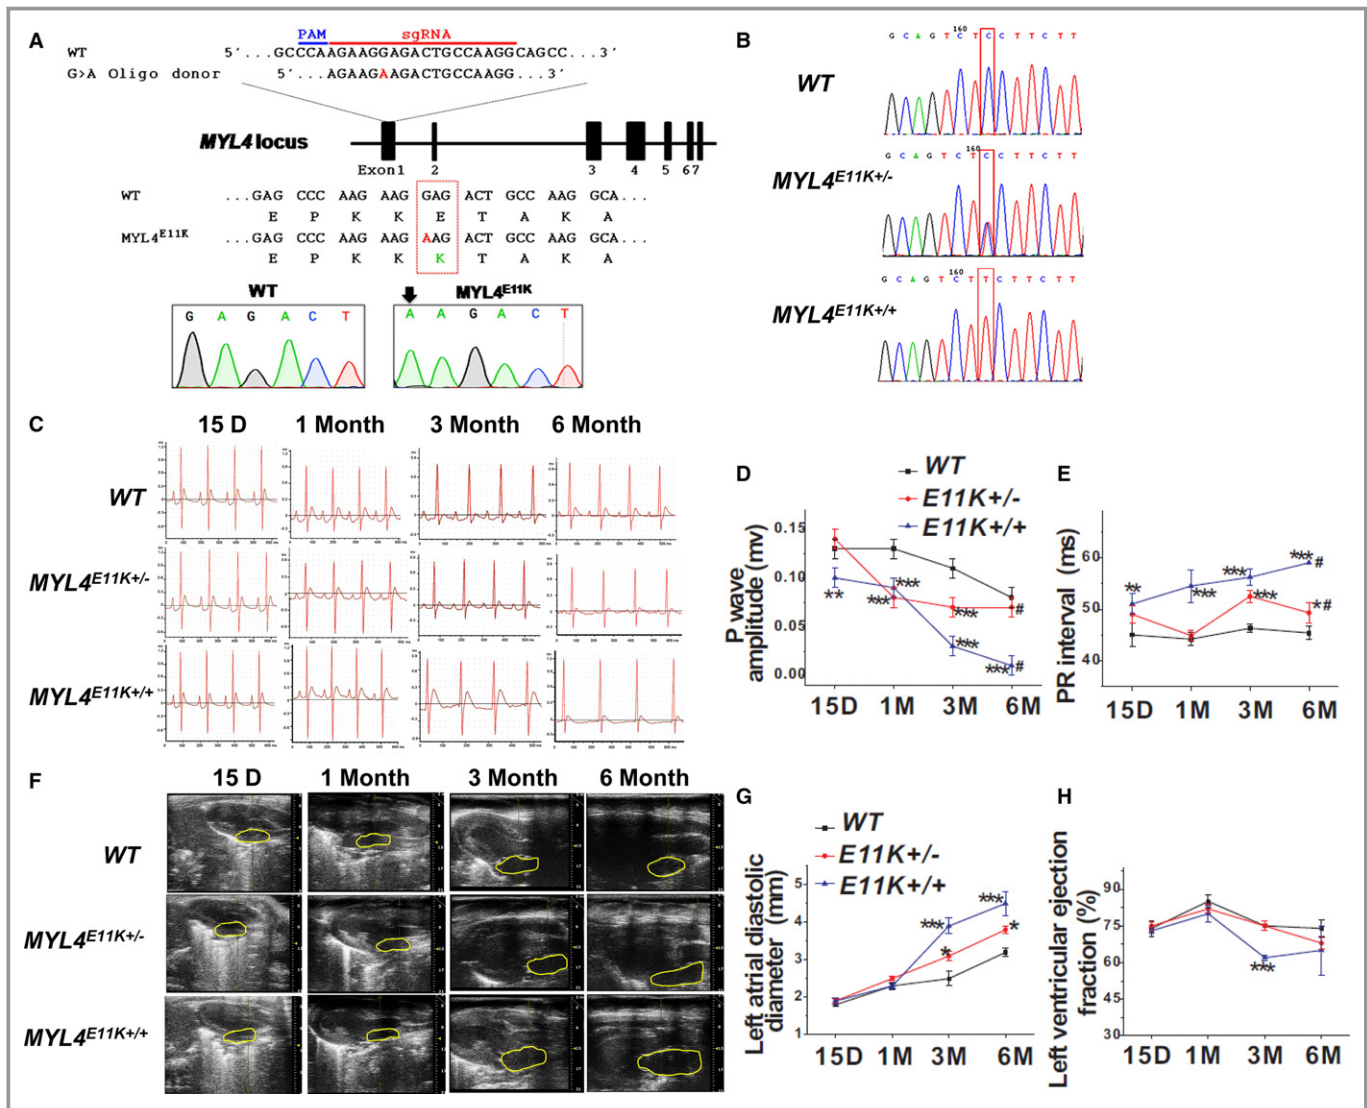 A
PAM sgRNA
WT 5'...GCCCAAGAAGGAGACTGCCAAGGCAGCC...3'
G>A Oligo donor 5'...AGAAGAAGACTGCCAAGG...3'
MYL4 locus
Exon1 2 3 4 5 67
WT ...GAG CCC AAG AAG GAG ACT GCC AAG GCA...
E P K K E T A K A
MYL4E11K ...GAG CCC AAG AAG AAG ACT GCC AAG GCA...
E P K K K T A K A
WT
G A G A C T
MYL4E11K
A A G A C T
B
160
G C A G T C T C C T T C T T
WT
160
G C A G T C T C C T T C T T
MYL4E11K+/-
160
G C A G T C T T C T T C T T
MYL4E11K+/+
C
15 D 1 Month 3 Month 6 Month
WT
MYL4E11K+/-
MYL4E11K+/+
D
WT
E11K+/-
E11K+/+
P wave
amplitude (mv)
0.15
0.10
0.05
0.00
** *** *** *** *** *** # #
15D 1M 3M 6M
E
PR interval (ms)
60
50
40
** *** *** *** *** # * #
15D 1M 3M 6M
F
15 D 1 Month 3 Month 6 Month
WT
MYL4E11K+/-
MYL4E11K+/+
G
WT
E11K+/-
E11K+/+
Left atrial diastolic
diameter (mm)
5
4
3
2
1
*** *** * *
15D 1M 3M 6M
H
Left ventricular ejection
fraction (%)
90
75
60
45
30
***
15D 1M 3M 6M